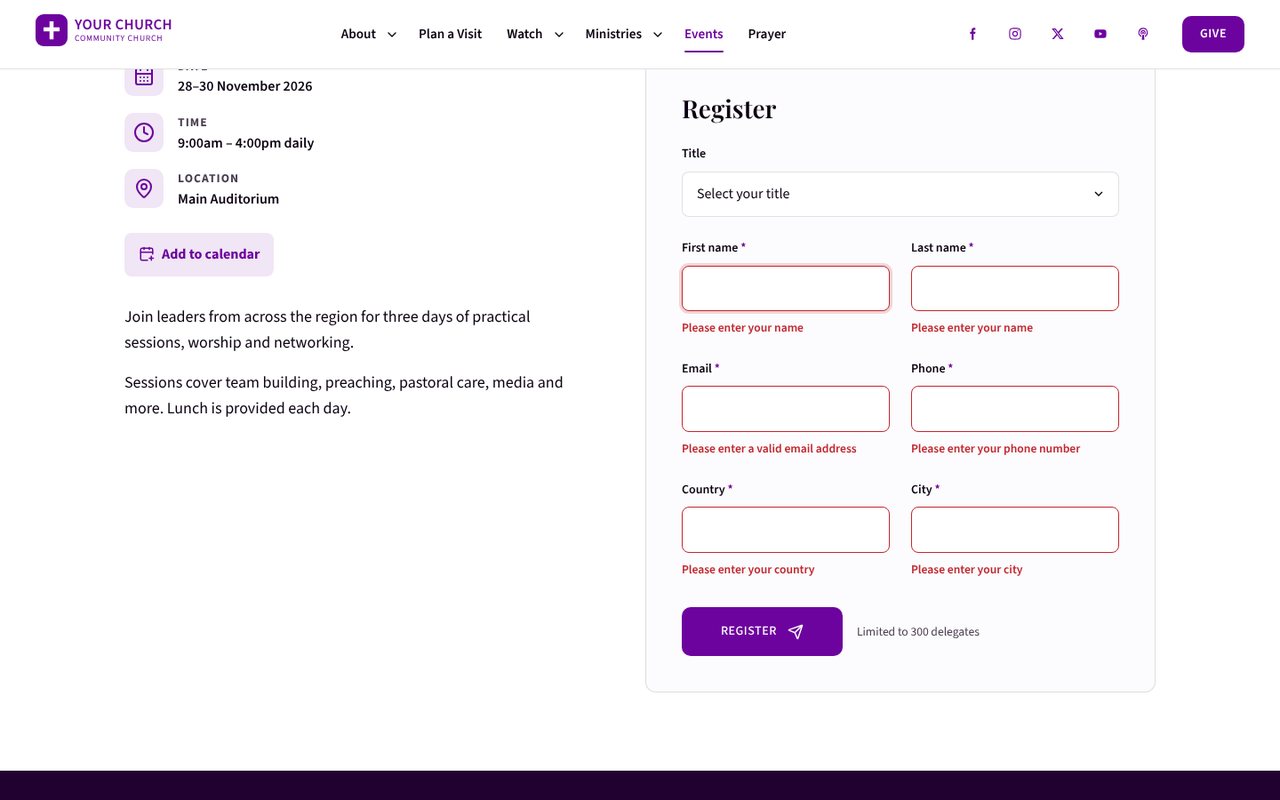 YOUR CHURCH
COMMUNITY CHURCH
About
Plan a Visit
Watch
Ministries
Events
Prayer
GIVE
28–30 November 2026
TIME
9:00am – 4:00pm daily
LOCATION
Main Auditorium
Add to calendar
Join leaders from across the region for three days of practical
sessions, worship and networking.
Sessions cover team building, preaching, pastoral care, media and
more. Lunch is provided each day.
Register
Title
Select your title
First name *
Last name *
Please enter your name
Please enter your name
Email *
Phone *
Please enter a valid email address
Please enter your phone number
Country *
City *
Please enter your country
Please enter your city
REGISTER
Limited to 300 delegates